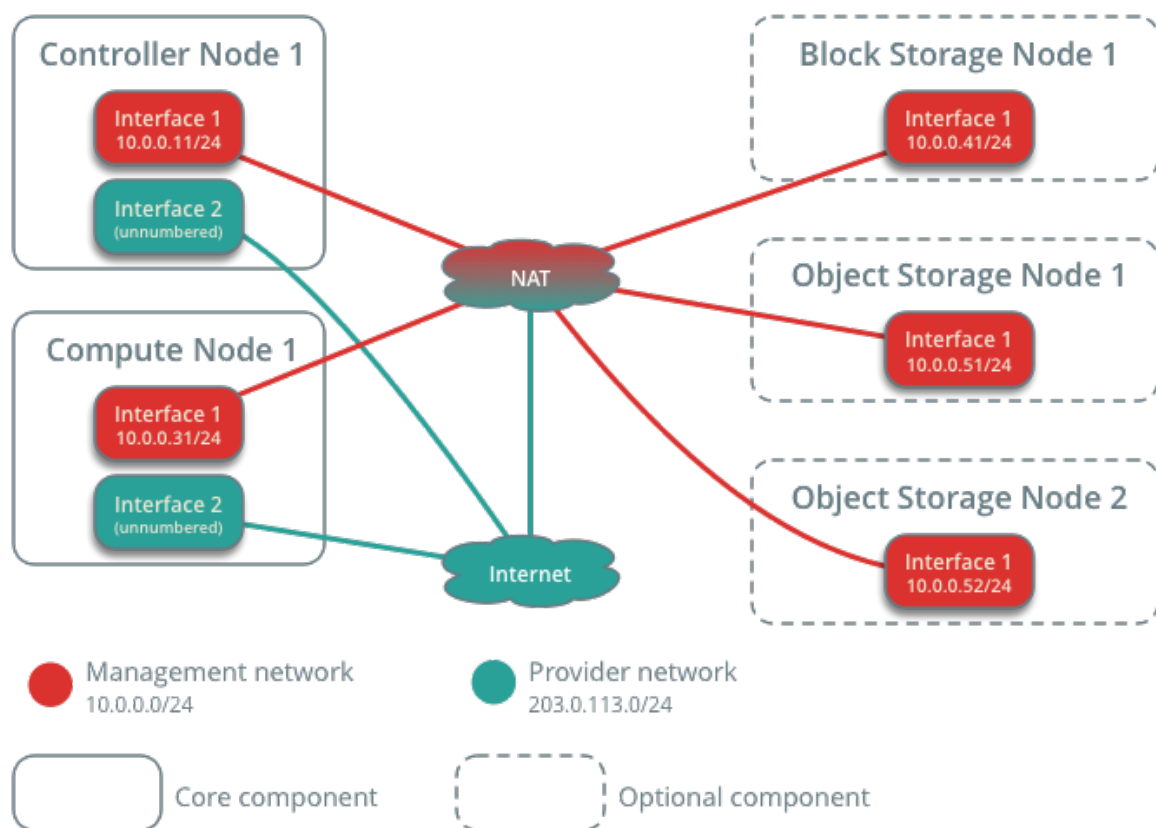 Controller Node 1
Interface 1
10.0.0.11/24
Interface 2
(unnumbered)
Compute Node 1
Interface 1
10.0.0.31/24
Interface 2
(unnumbered)
NAT
Internet
Block Storage Node 1
Interface 1
10.0.0.41/24
Object Storage Node 1
Interface 1
10.0.0.51/24
Object Storage Node 2
Interface 1
10.0.0.52/24
Management network
10.0.0.0/24
Provider network
203.0.113.0/24
Core component
Optional component